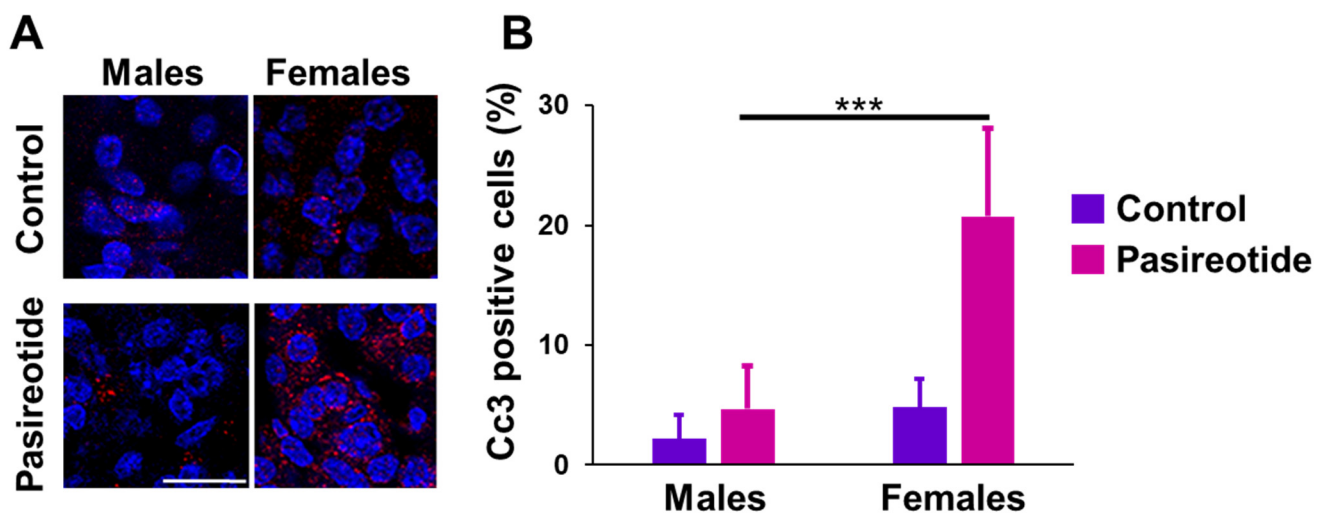 A
Males
Females
Control
Pasireotide
B
Cc3 positive cells (%)
30
20
10
0
***
Males
Females
Control
Pasireotide